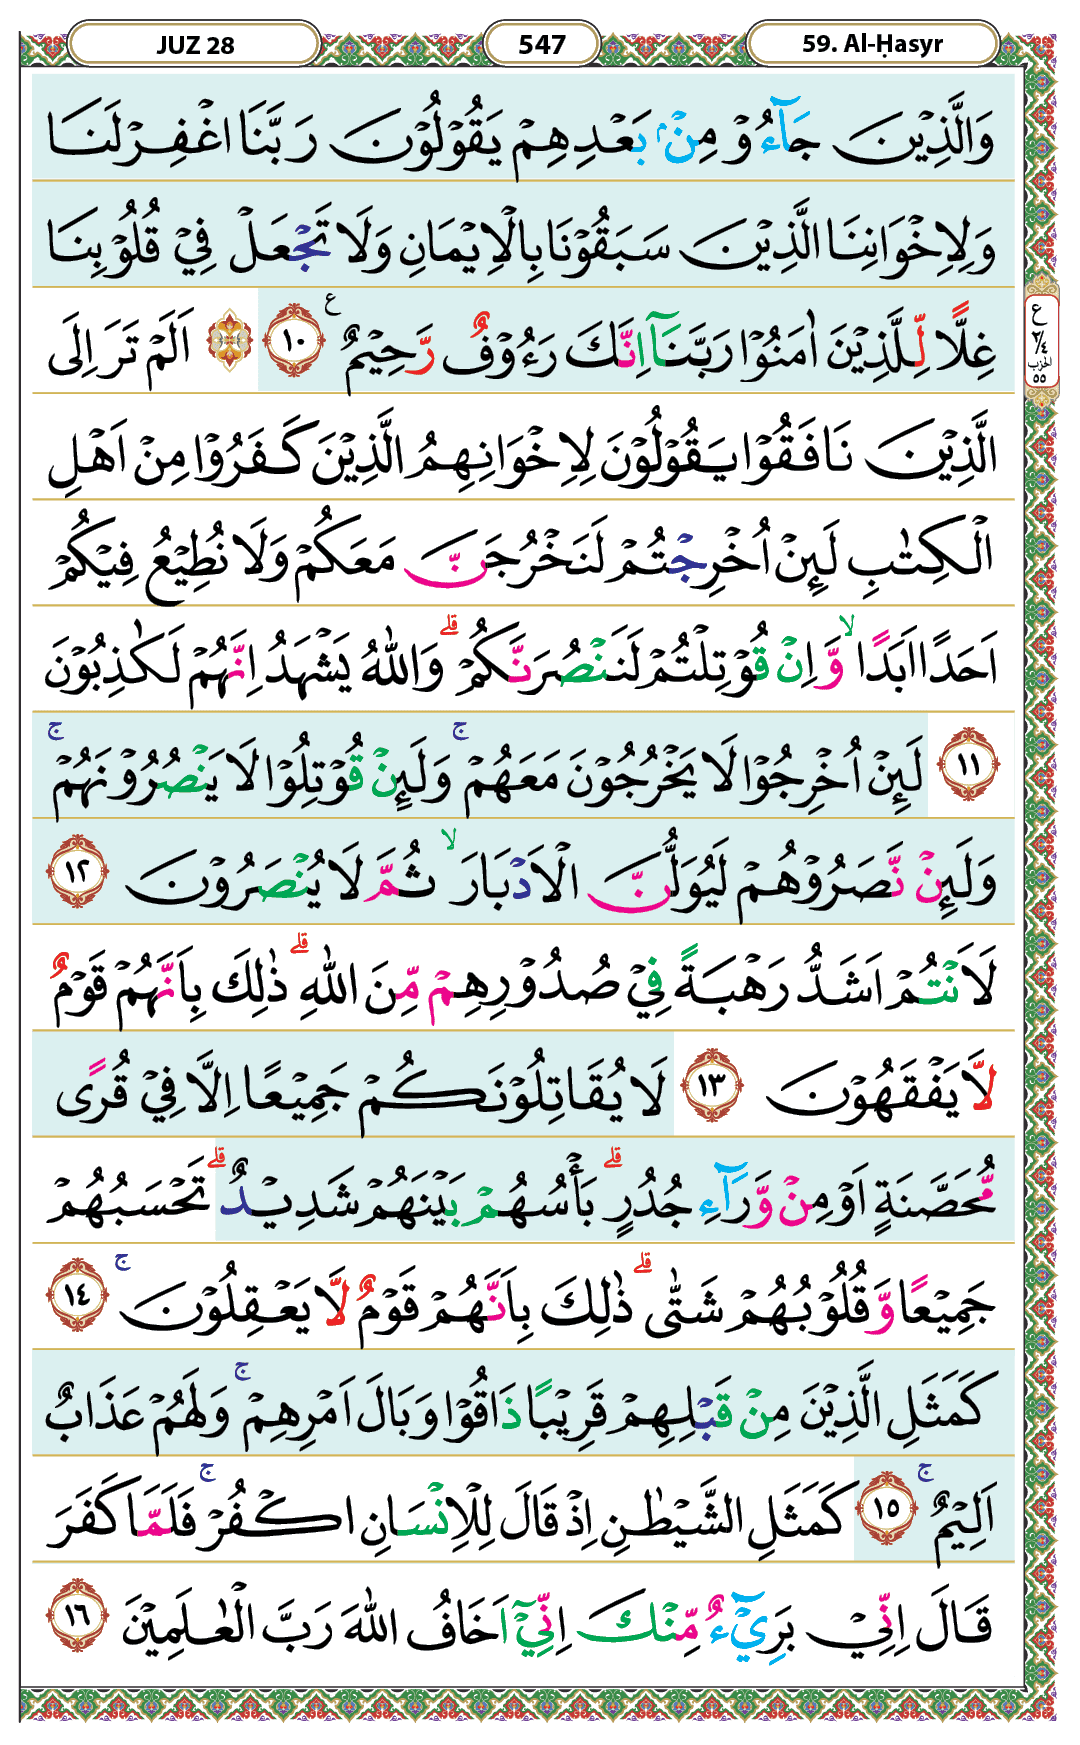 JUZ 28
547
59. Al-Ḥasyr
وَالَّذِيْنَ جَاۤءُوْ مِنْۢ بَعْدِهِمْ يَقُوْلُوْنَ رَبَّنَا اغْفِرْ لَنَا
وَلِاِخْوَانِنَا الَّذِيْنَ سَبَقُوْنَا بِالْاِيْمَانِ وَلَا تَجْعَلْ فِيْ قُلُوْبِنَا
غِلًّا لِّلَّذِيْنَ اٰمَنُوْا رَبَّنَآ اِنَّكَ رَءُوْفٌ رَّحِيْمٌ ࣖ ١٠ ۞ اَلَمْ تَرَ اِلَى
الَّذِيْنَ نَافَقُوْا يَقُوْلُوْنَ لِاِخْوَانِهِمُ الَّذِيْنَ كَفَرُوْا مِنْ اَهْلِ
الْكِتٰبِ لَىِٕنْ اُخْرِجْتُمْ لَنَخْرُجَنَّ مَعَكُمْ وَلَا نُطِيْعُ فِيْكُمْ
اَحَدًا اَبَدًاۙ وَّاِنْ قُوْتِلْتُمْ لَنَنْصُرَنَّكُمْۗ وَاللّٰهُ يَشْهَدُ اِنَّهُمْ لَكٰذِبُوْنَ
١١ لَىِٕنْ اُخْرِجُوْا لَا يَخْرُجُوْنَ مَعَهُمْۚ وَلَىِٕنْ قُوْتِلُوْا لَا يَنْصُرُوْنَهُمْۚ
وَلَىِٕنْ نَّصَرُوْهُمْ لَيُوَلُّنَّ الْاَدْبَارَۙ ثُمَّ لَا يُنْصَرُوْنَ ١٢
لَاَنْتُمْ اَشَدُّ رَهْبَةً فِيْ صُدُوْرِهِمْ مِّنَ اللّٰهِۗ ذٰلِكَ بِاَنَّهُمْ قَوْمٌ
لَّا يَفْقَهُوْنَ ١٣ لَا يُقَاتِلُوْنَكُمْ جَمِيْعًا اِلَّا فِيْ قُرًى
مُّحَصَّنَةٍ اَوْ مِنْ وَّرَاۤءِ جُدُرٍۗ بَأْسُهُمْ بَيْنَهُمْ شَدِيْدٌۗ تَحْسَبُهُمْ
جَمِيْعًا وَّقُلُوْبُهُمْ شَتّٰىۗ ذٰلِكَ بِاَنَّهُمْ قَوْمٌ لَّا يَعْقِلُوْنَۚ ١٤
كَمَثَلِ الَّذِيْنَ مِنْ قَبْلِهِمْ قَرِيْبًا ذَاقُوْا وَبَالَ اَمْرِهِمْۚ وَلَهُمْ عَذَابٌ
اَلِيْمٌۚ ١٥ كَمَثَلِ الشَّيْطٰنِ اِذْ قَالَ لِلْاِنْسَانِ اكْفُرْۚ فَلَمَّا كَفَرَ
قَالَ اِنِّيْ بَرِيْۤءٌ مِّنْكَ اِنِّيْٓ اَخَافُ اللّٰهَ رَبَّ الْعٰلَمِيْنَ ١٦
ع
٢/٤
الحزب
٥٥